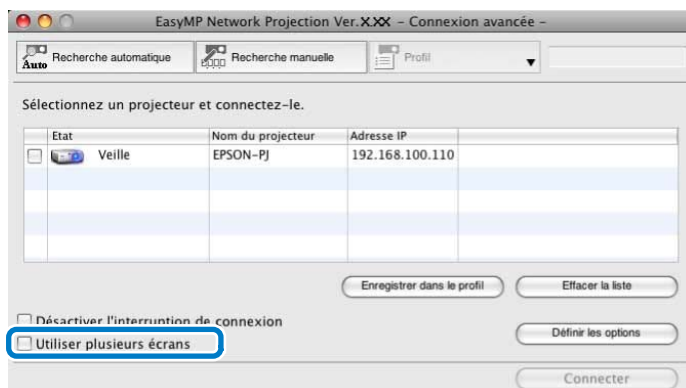 EasyMP Network Projection Ver.X.XX – Connexion avancée –
Auto Recherche automatique Recherche manuelle Profil
Sélectionnez un projecteur et connectez-le.
Etat Nom du projecteur Adresse IP
Veille EPSON-PJ 192.168.100.110
Enregistrer dans le profil Effacer la liste
Désactiver l'interruption de connexion
Définir les options
Utiliser plusieurs écrans
Connecter